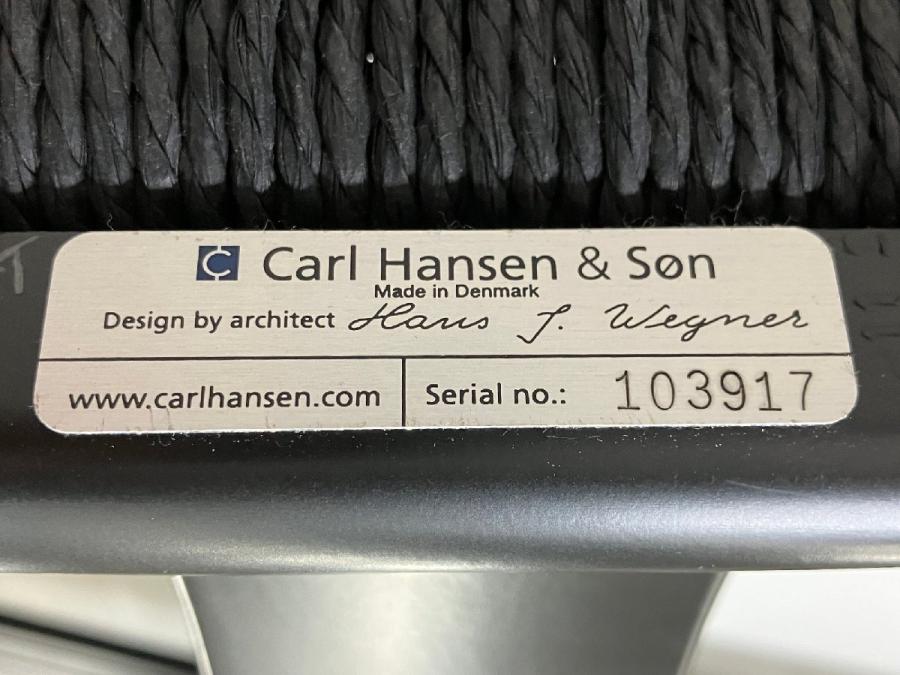 Carl Hansen & Søn
Made in Denmark
Design by architect Hans J. Wegner
www.carlhansen.com
Serial no.: 103917